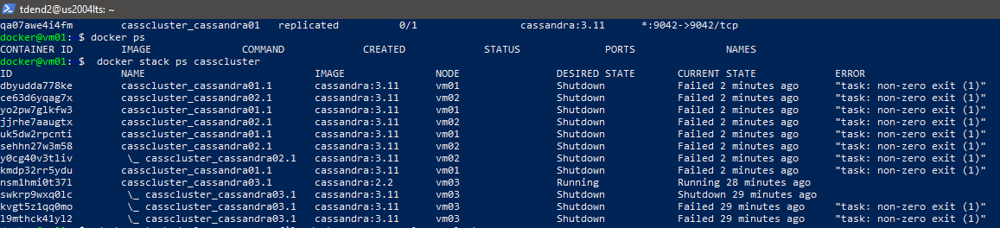 tdend2@us2004lts: ~
qa07awe4i4fm casscluster_cassandra01 replicated 0/1 cassandra:3.11 *:9042->9042/tcp
docker@vm01: $ docker ps
CONTAINER ID IMAGE COMMAND CREATED STATUS PORTS NAMES
docker@vm01: $ docker stack ps casscluster
ID NAME IMAGE NODE DESIRED STATE CURRENT STATE ERROR
dbyudda778ke casscluster_cassandra01.1 cassandra:3.11 vm01 Shutdown Failed 2 minutes ago "task: non-zero exit (1)"
ce63d6yqag7x casscluster_cassandra02.1 cassandra:3.11 vm02 Shutdown Failed 2 minutes ago "task: non-zero exit (1)"
yo2pw7glkfw3 casscluster_cassandra01.1 cassandra:3.11 vm01 Shutdown Failed 2 minutes ago "task: non-zero exit (1)"
jjrhe7aaugtx casscluster_cassandra02.1 cassandra:3.11 vm02 Shutdown Failed 2 minutes ago "task: non-zero exit (1)"
uk5dw2rpcnti casscluster_cassandra01.1 cassandra:3.11 vm01 Shutdown Failed 2 minutes ago "task: non-zero exit (1)"
sehhn27w3m58 casscluster_cassandra02.1 cassandra:3.11 vm02 Shutdown Failed 2 minutes ago "task: non-zero exit (1)"
y0cg40v3tliv \_ casscluster_cassandra02.1 cassandra:3.11 vm02 Shutdown Failed 2 minutes ago "task: non-zero exit (1)"
kmdp32rr5ydu casscluster_cassandra01.1 cassandra:3.11 vm01 Shutdown Failed 2 minutes ago "task: non-zero exit (1)"
nsm1hmi0t37l casscluster_cassandra03.1 cassandra:2.2 vm03 Running Running 28 minutes ago
swkrp9wxq0lc \_ casscluster_cassandra03.1 cassandra:3.11 vm03 Shutdown Shutdown 29 minutes ago
kvgt5z1qq0mo \_ casscluster_cassandra03.1 cassandra:3.11 vm03 Shutdown Failed 29 minutes ago "task: non-zero exit (1)"
l9mthck41yl2 \_ casscluster_cassandra03.1 cassandra:3.11 vm03 Shutdown Failed 29 minutes ago "task: non-zero exit (1)"